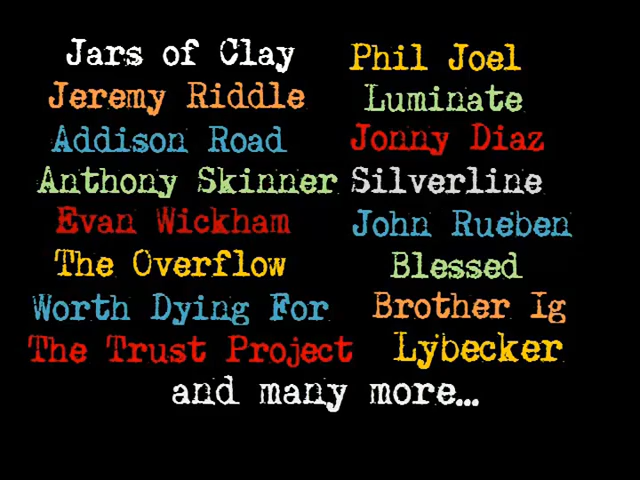 Jars of Clay
Jeremy Riddle
Addison Road
Anthony Skinner
Evan Wickham
The Overflow
Worth Dying For
The Trust Project
Phil Joel
Luminate
Jonny Diaz
Silverline
John Rueben
Blessed
Brother Ig
Lybecker
and many more...